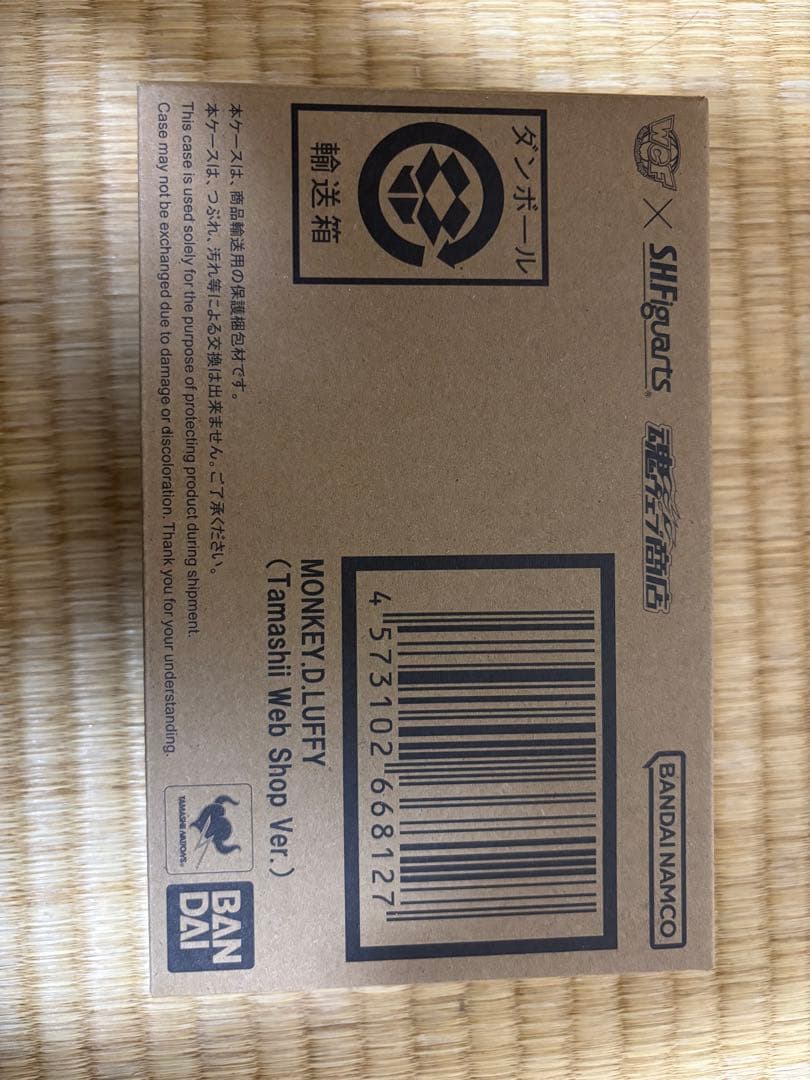 WCF × S.H.Figuarts 魂ウェブ商店
BANDAI NAMCO
ダンボール
輸送箱
4 573102 668127
MONKEY.D.LUFFY
(Tamashii Web Shop Ver.)
本ケースは、商品輸送用の保護梱包材です。
本ケースは、つぶれ、汚れ等による交換は出来ません。ご了承ください。
This case is used solely for the purpose of protecting product during shipment.
Case may not be exchanged due to damage or discoloration. Thank you for your understanding.
TAMASHII NATIONS
BAN
DAI